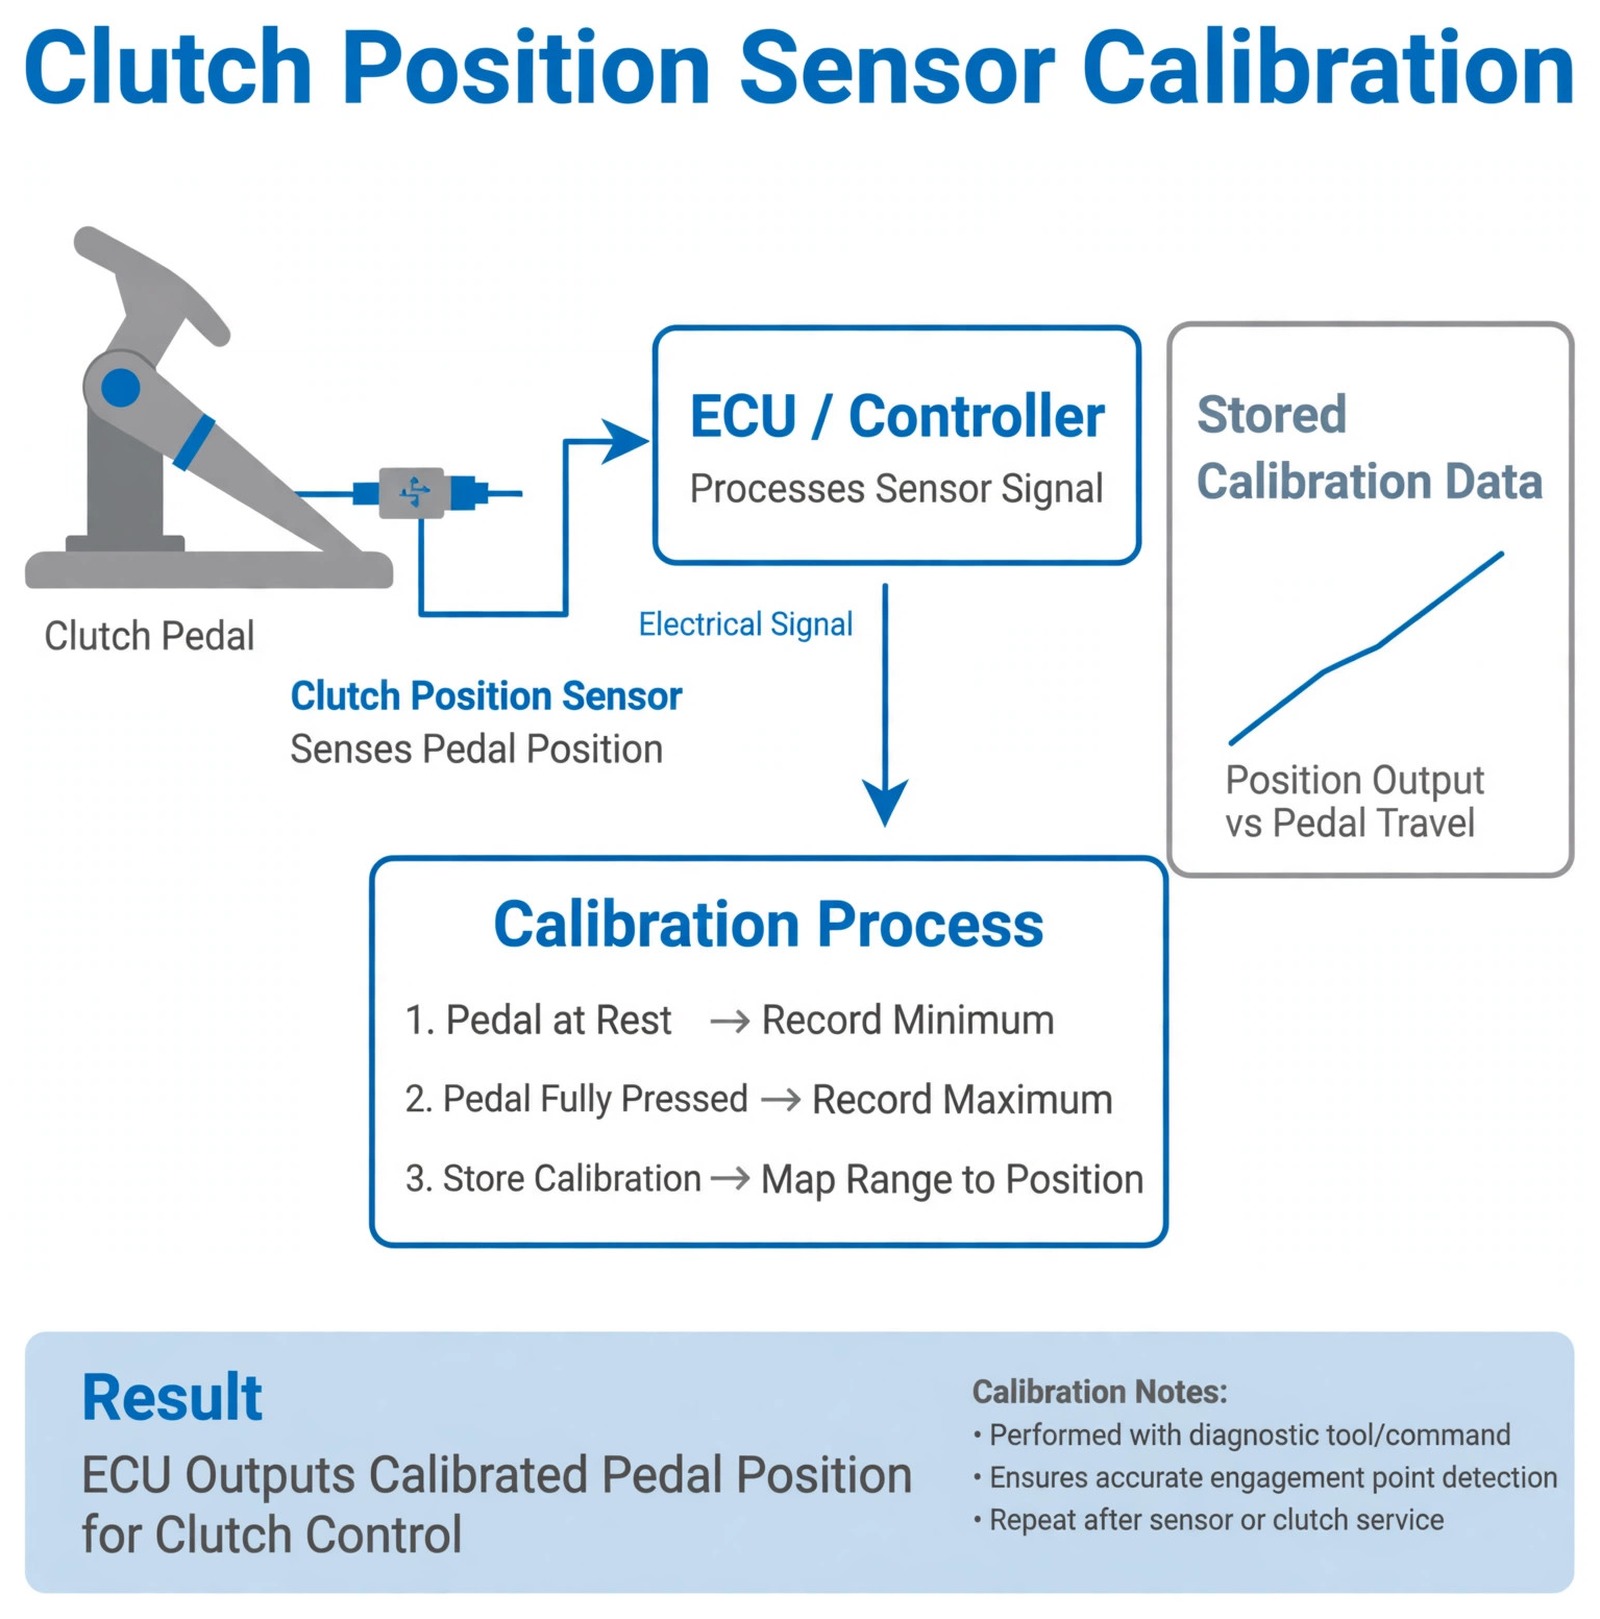 Clutch Position Sensor Calibration
Clutch Pedal
Clutch Position Sensor
Senses Pedal Position
ECU / Controller
Processes Sensor Signal
Electrical Signal
Stored
Calibration Data
Position Output
vs Pedal Travel
Calibration Process
1. Pedal at Rest → Record Minimum
2. Pedal Fully Pressed → Record Maximum
3. Store Calibration → Map Range to Position
Result
ECU Outputs Calibrated Pedal Position
for Clutch Control
Calibration Notes:
• Performed with diagnostic tool/command
• Ensures accurate engagement point detection
• Repeat after sensor or clutch service